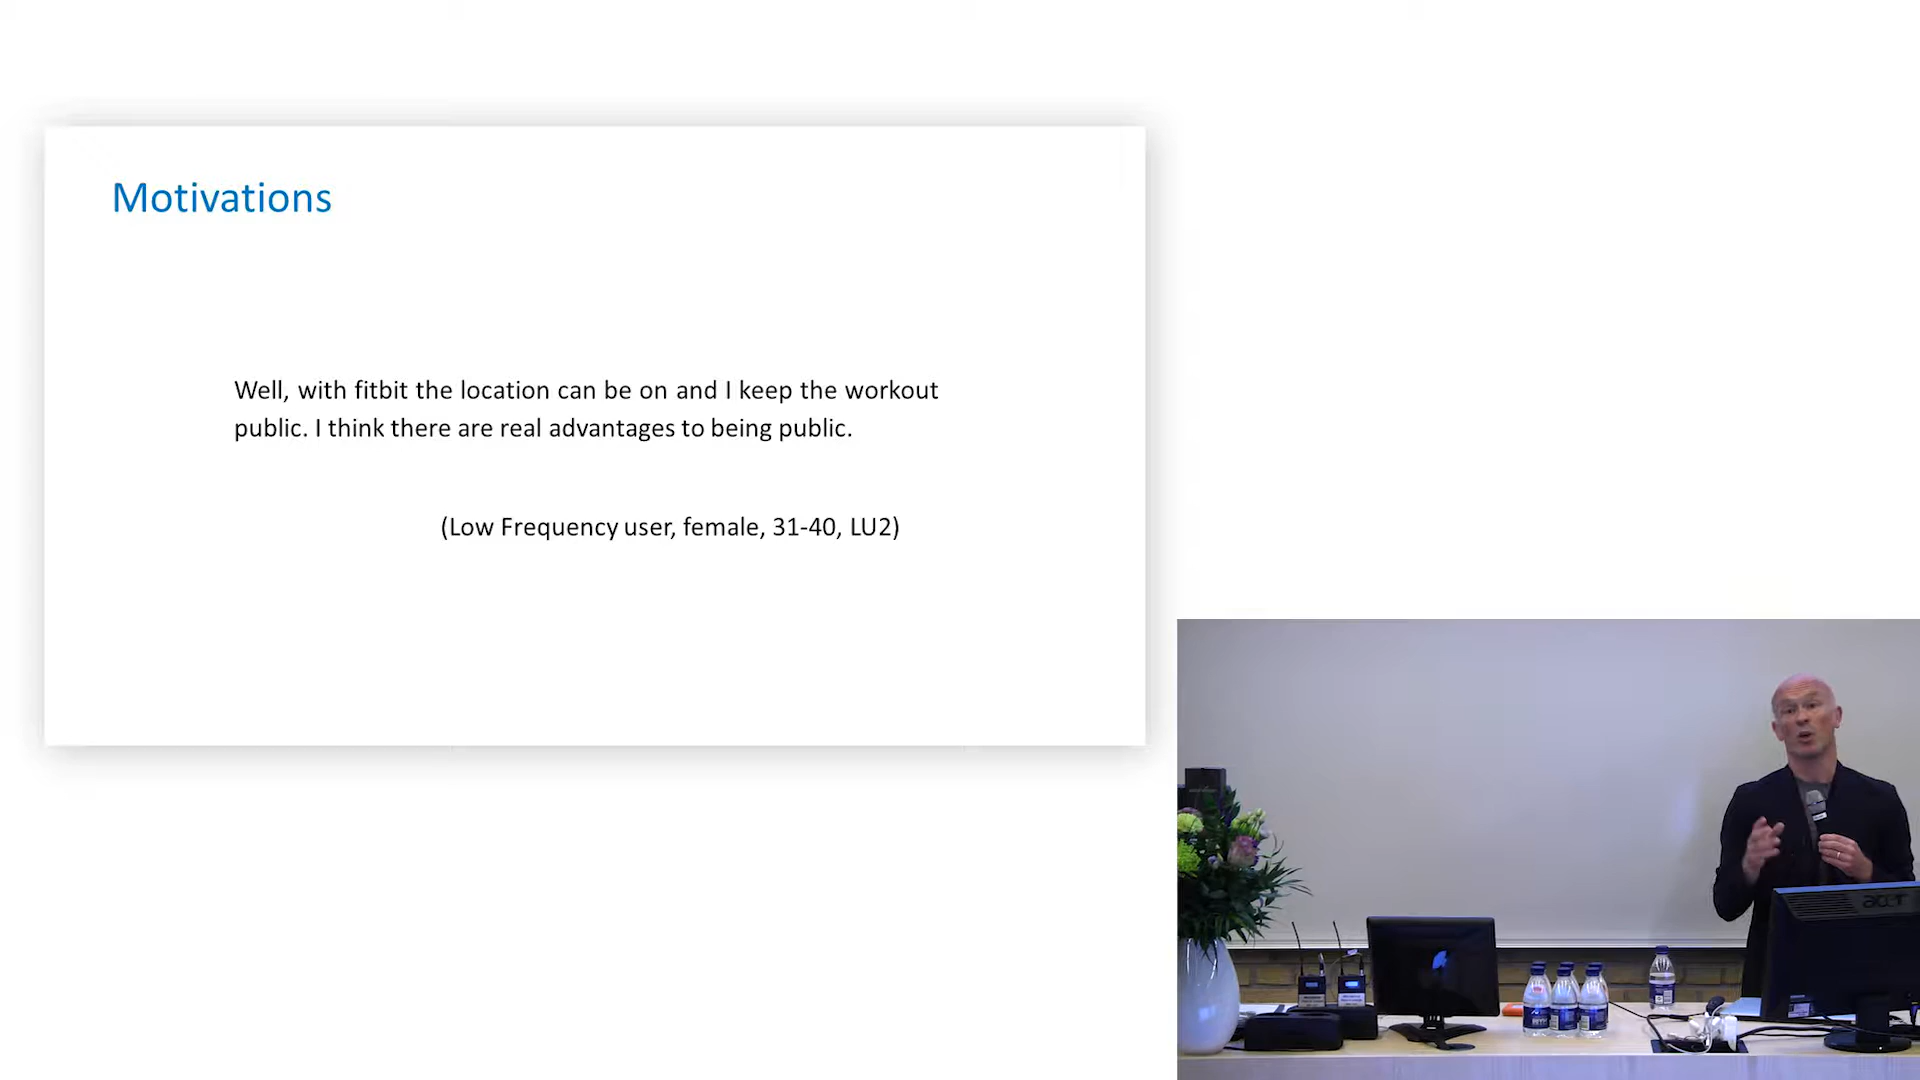 Motivations
Well, with fitbit the location can be on and I keep the workout
public. I think there are real advantages to being public.
(Low Frequency user, female, 31-40, LU2)
acer